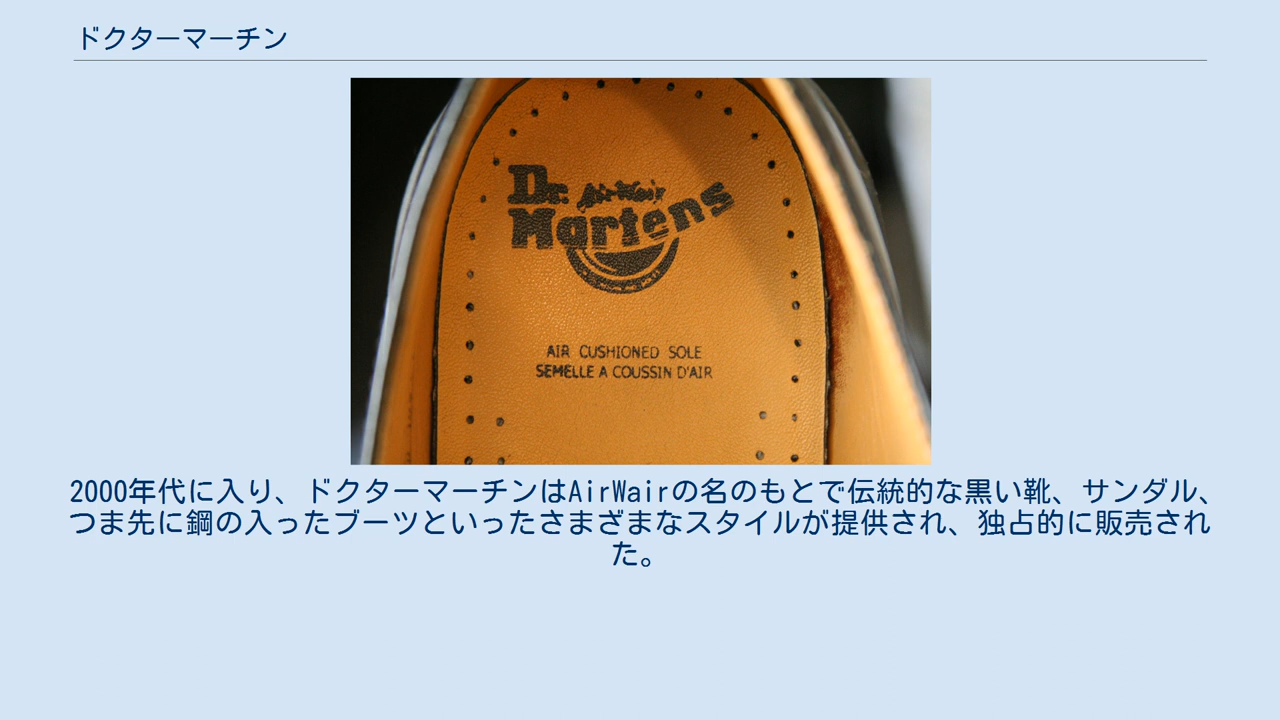 ドクターマーチン
Dr. AirWair
Martens
AIR CUSHIONED SOLE
SEMELLE A COUSSIN D'AIR
2000年代に入り、ドクターマーチンはAirWairの名のもとで伝統的な黒い靴、サンダル、
つま先に鋼の入ったブーツといったさまざまなスタイルが提供され、独占的に販売され
た。